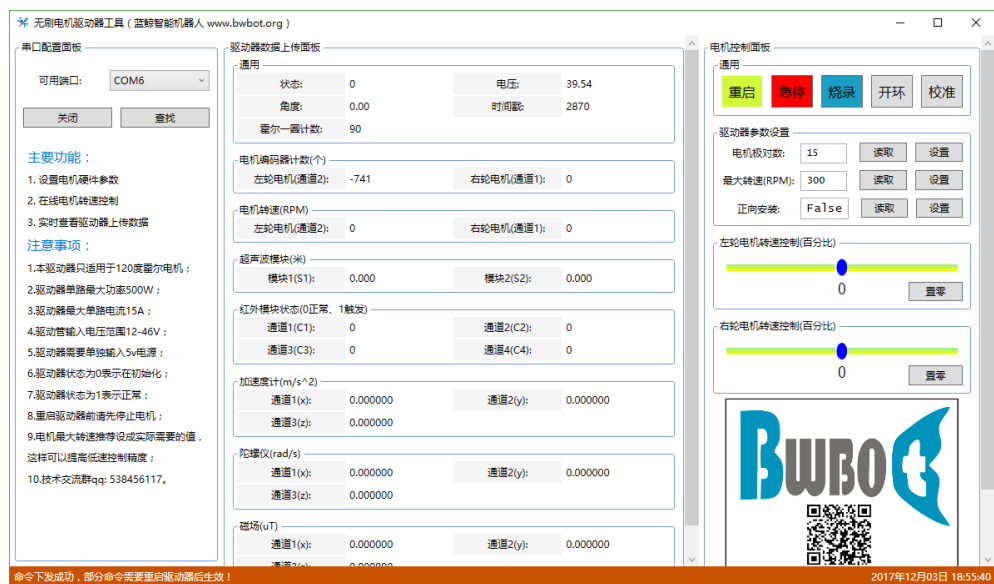 无刷电机驱动器工具 ( 蓝鲸智能机器人 www.bwbot.org )
串口配置面板
可用端口:
COM6
关闭
查找
主要功能：
1. 设置电机硬件参数
2. 在线电机转速控制
3. 实时查看驱动器上传数据
注意事项：
1.本驱动器只适用于120度霍尔电机；
2.驱动器单路最大功率500W；
3.驱动器最大单路电流15A；
4.驱动管输入电压范围12-46V；
5.驱动器需要单独输入5v电源；
6.驱动器状态为0表示在初始化；
7.驱动器状态为1表示正常；
8.重启驱动器前请先停止电机；
9.电机最大转速推荐设成实际需要的值，
这样可以提高低速控制精度；
10.技术交流群qq: 538456117。
驱动器数据上传面板
通用
状态: 0 电压: 39.54
角度: 0.00 时间戳: 2870
霍尔一圈计数: 90
电机编码器计数(个)
左轮电机(通道2): -741 右轮电机(通道1): 0
电机转速(RPM)
左轮电机(通道2): 0 右轮电机(通道1): 0
超声波模块(米)
模块1(S1): 0.000 模块2(S2): 0.000
红外模块状态(0正常、1触发)
通道1(C1): 0 通道2(C2): 0
通道3(C3): 0 通道4(C4): 0
加速度计(m/s^2)
通道1(x): 0.000000 通道2(y): 0.000000
通道3(z): 0.000000
陀螺仪(rad/s)
通道1(x): 0.000000 通道2(y): 0.000000
通道3(z): 0.000000
磁场(uT)
通道1(x): 0.000000 通道2(y): 0.000000
电机控制面板
通用
重启 急停 烧录 开环 校准
驱动器参数设置
电机极对数: 15 读取 设置
最大转速(RPM): 300 读取 设置
正向安装: False 读取 设置
左轮电机转速控制(百分比)
0 置零
右轮电机转速控制(百分比)
0 置零
BWBOT
命令下发成功，部分命令需要重启驱动器后生效！
2017年12月03日 18:55:40